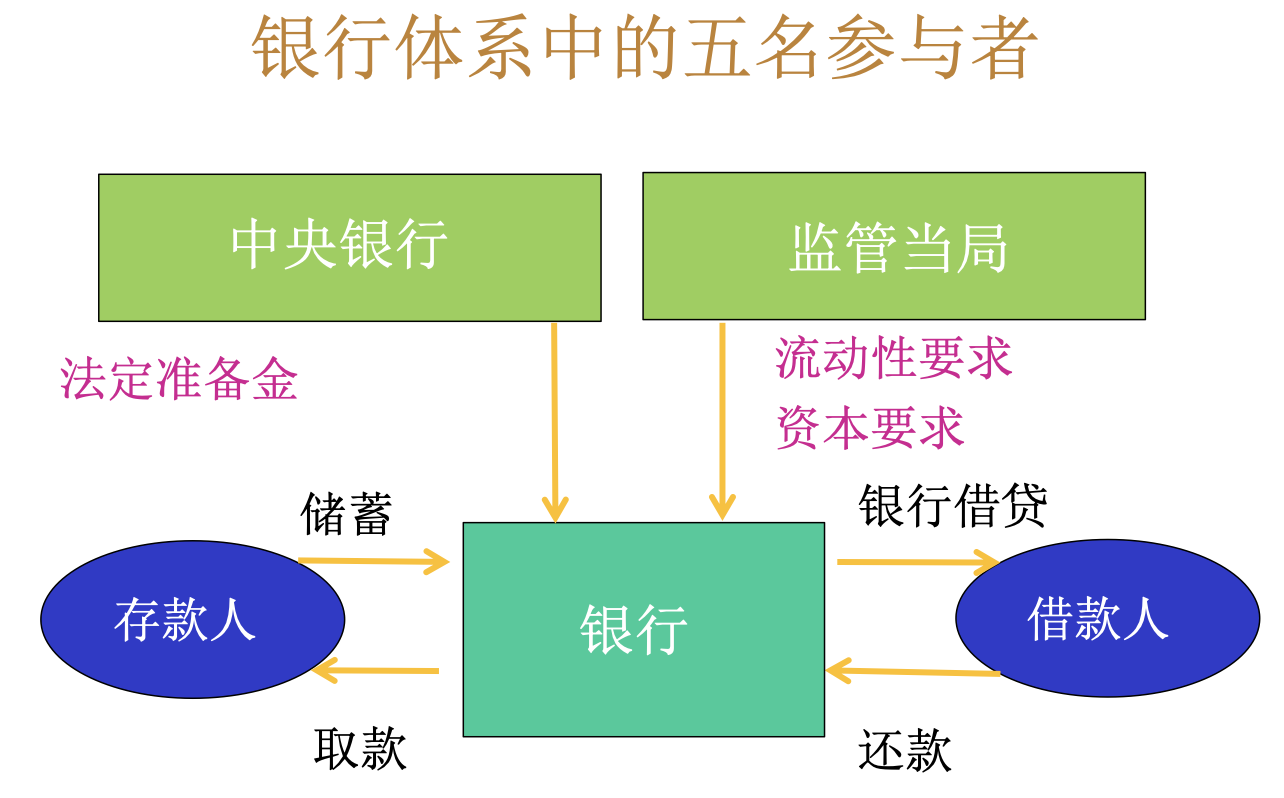 银行体系中的五名参与者
中央银行
监管当局
法定准备金
流动性要求
资本要求
储蓄
银行借贷
存款人
银行
借款人
取款
还款